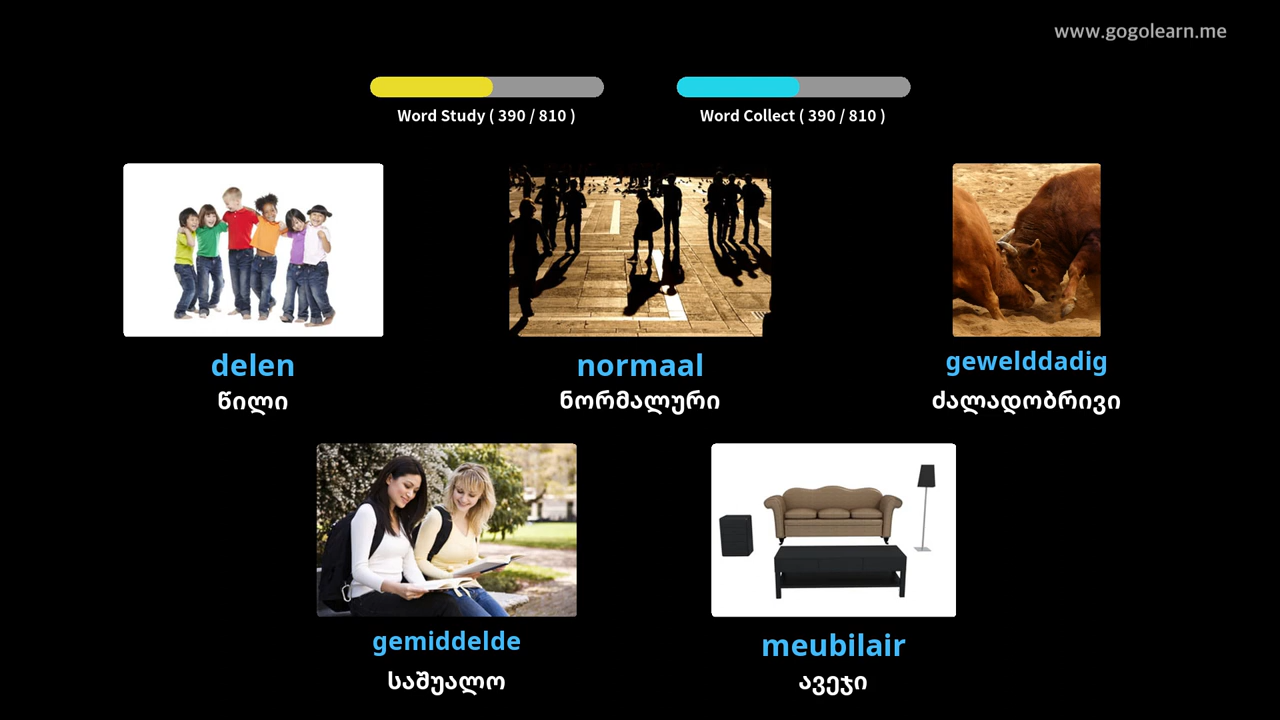 www.gogolearn.me
Word Study ( 390 / 810 )
Word Collect ( 390 / 810 )
delen
წილი
normaal
ნორმალური
gewelddadig
ძალადობრივი
gemiddelde
საშუალო
meubilair
ავეჯი